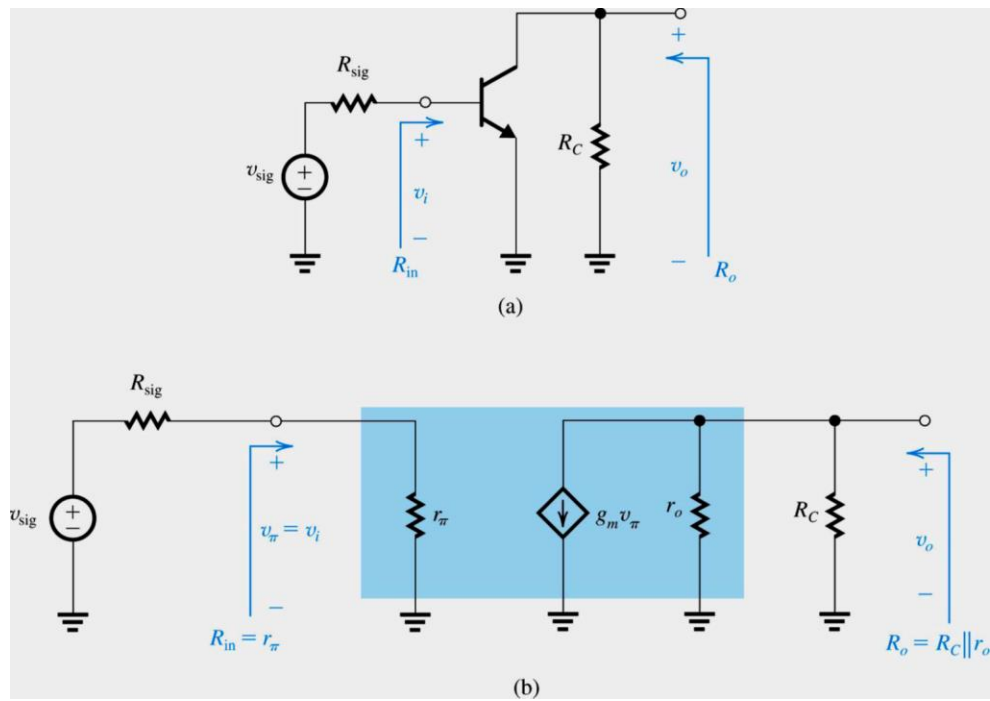 R_sig
v_sig
+
−
+
v_i
−
R_in
R_C
+
v_o
−
R_o
(a)
R_sig
v_sig
+
−
+
v_π = v_i
−
R_in = r_π
r_π
g_m v_π
r_o
R_C
+
v_o
−
R_o = R_C || r_o
(b)